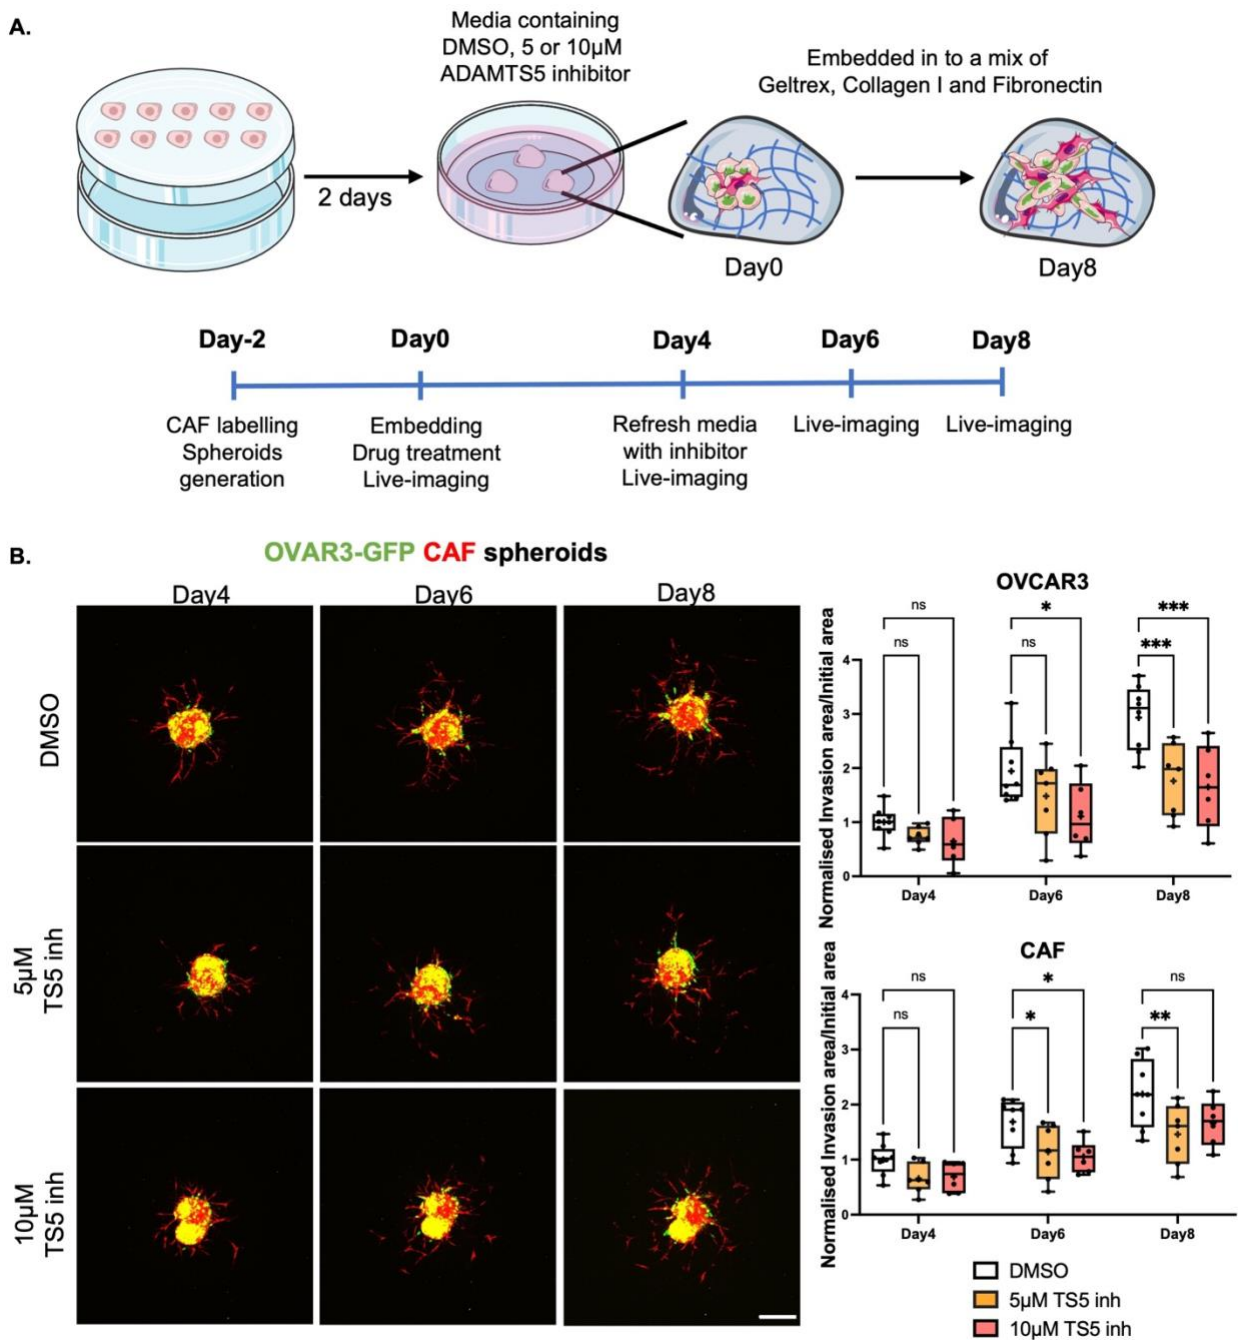 A.
Media containing
DMSO, 5 or 10µM
ADAMTS5 inhibitor
Embedded in to a mix of
Geltrex, Collagen I and Fibronectin
2 days
Day0
Day8
Day-2
Day0
Day4
Day6
Day8
CAF labelling
Spheroids
generation
Embedding
Drug treatment
Live-imaging
Refresh media
with inhibitor
Live-imaging
Live-imaging
Live-imaging
B.
OVAR3-GFP CAF spheroids
Day4
Day6
Day8
DMSO
5µM
TS5 inh
10µM
TS5 inh
OVCAR3
Normalised Invasion area/Initial area
4
3
2
1
0
ns
ns
*
ns
***
***
Day4
Day6
Day8
CAF
Normalised Invasion area/Initial area
4
3
2
1
0
ns
ns
*
*
ns
**
Day4
Day6
Day8
DMSO
5µM TS5 inh
10µM TS5 inh